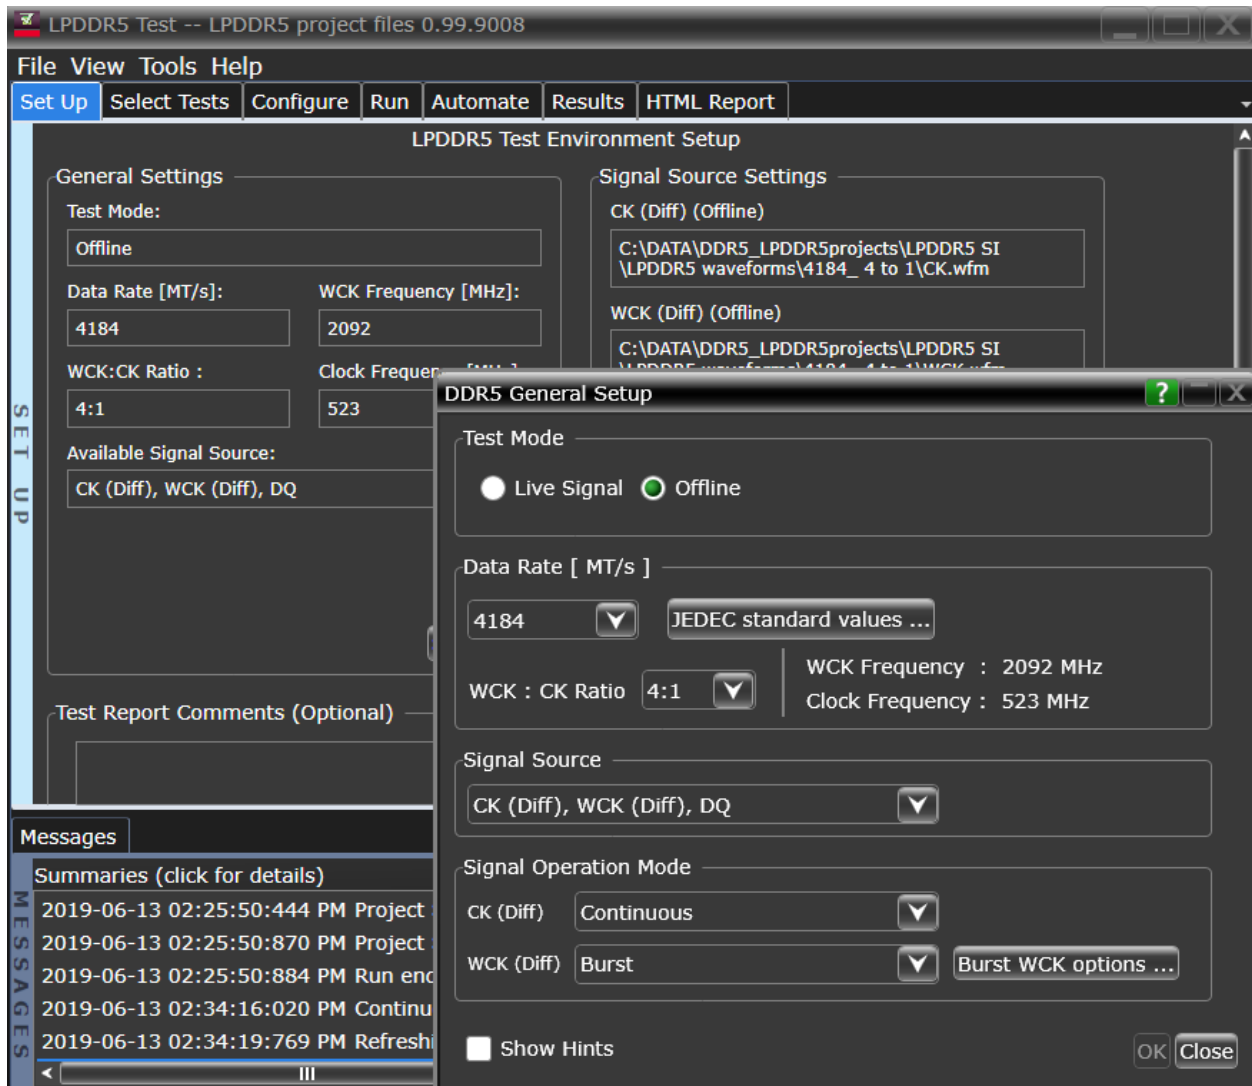 LPDDR5 Test -- LPDDR5 project files 0.99.9008
File View Tools Help
Set Up Select Tests Configure Run Automate Results HTML Report
LPDDR5 Test Environment Setup
General Settings
Test Mode:
Offline
Data Rate [MT/s]: WCK Frequency [MHz]:
4184 2092
WCK:CK Ratio : Clock
4:1 523
Available Signal Source:
CK (Diff), WCK (Diff), DQ
Signal Source Settings
CK (Diff) (Offline)
C:\DATA\DDR5_LPDDR5projects\LPDDR5 SI
\LPDDR5 waveforms\4184_ 4 to 1\CK.wfm
WCK (Diff) (Offline)
C:\DATA\DDR5_LPDDR5projects\LPDDR5 SI
Test Report Comments (Optional)
SET UP
Messages
MESSAGES
Summaries (click for details)
2019-06-13 02:25:50:444 PM Project
2019-06-13 02:25:50:870 PM Project
2019-06-13 02:25:50:884 PM Run
2019-06-13 02:34:16:020 PM
2019-06-13 02:34:19:769 PM
DDR5 General Setup
?
Test Mode
Live Signal Offline
Data Rate [ MT/s ]
4184 JEDEC standard values ...
WCK : CK Ratio 4:1
WCK Frequency : 2092 MHz
Clock Frequency : 523 MHz
Signal Source
CK (Diff), WCK (Diff), DQ
Signal Operation Mode
CK (Diff) Continuous
WCK (Diff) Burst Burst WCK options ...
Show Hints
OK Close